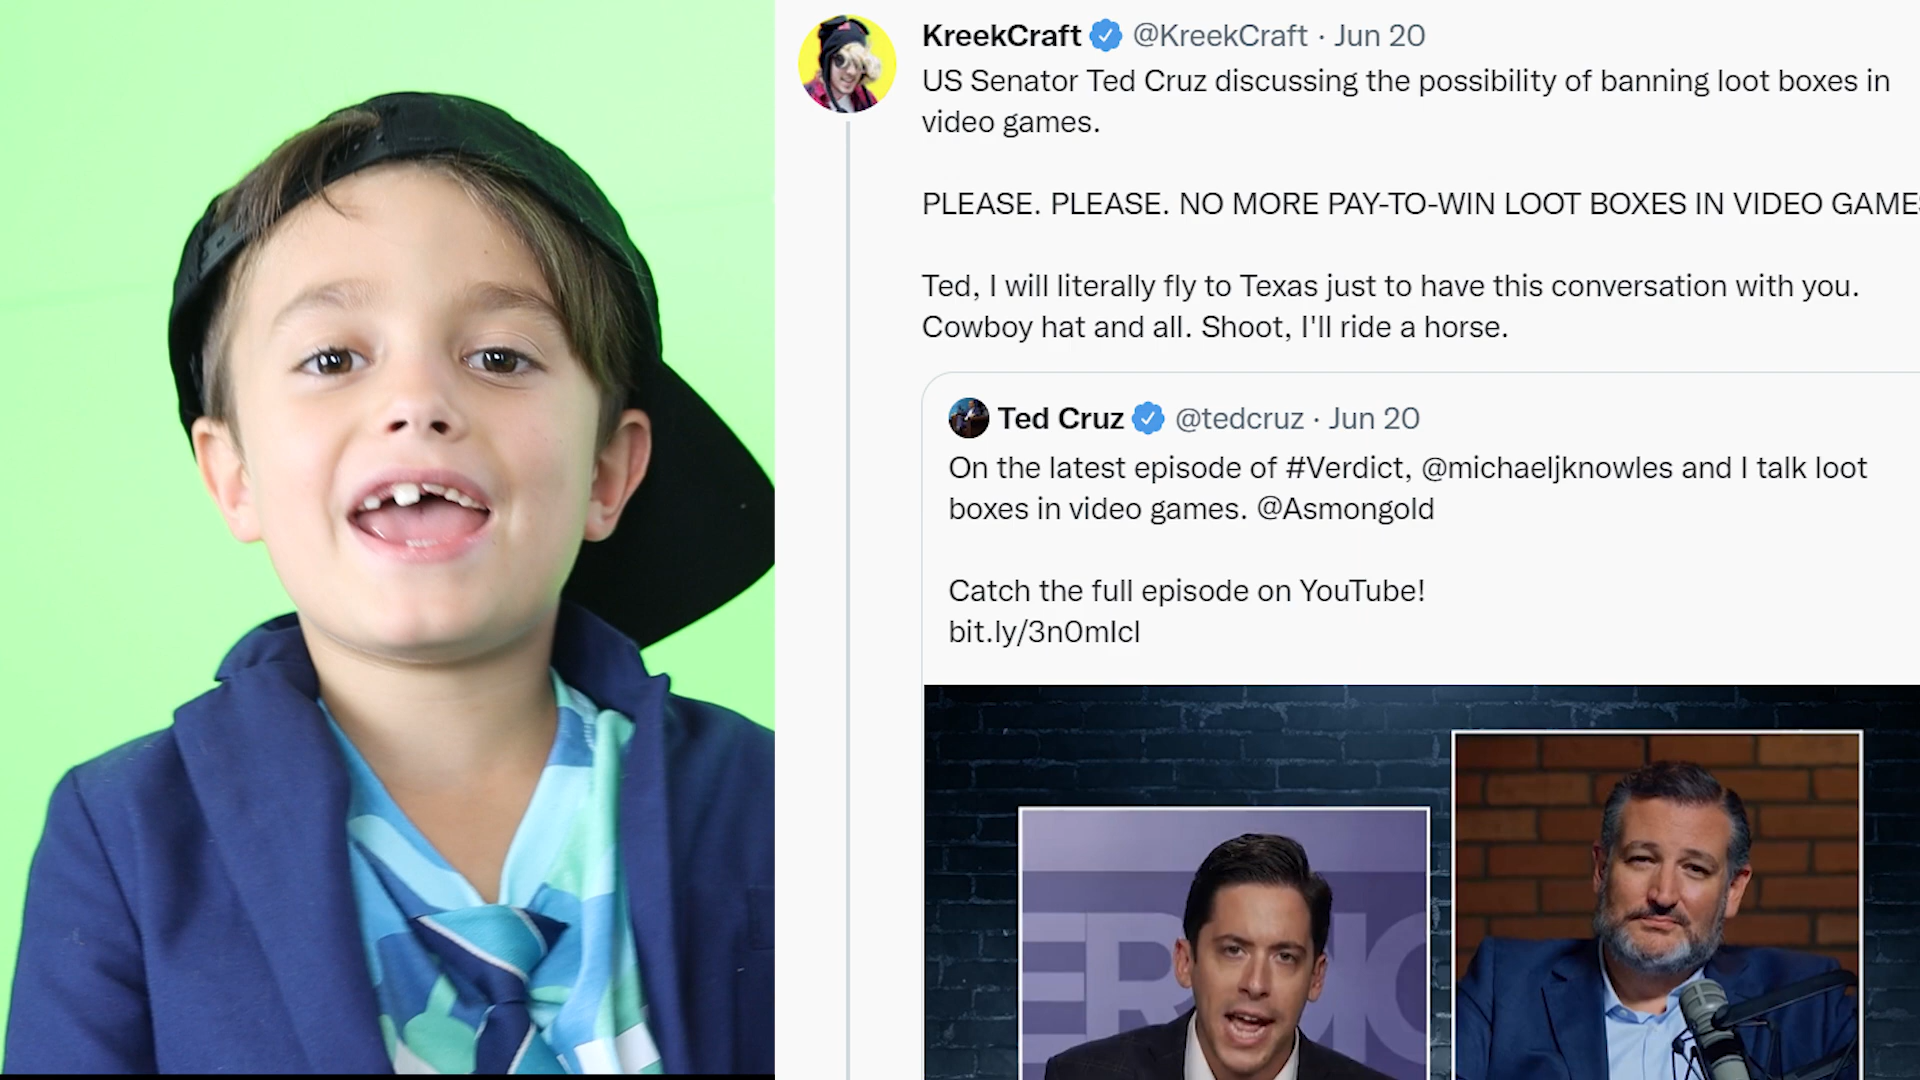 KreekCraft @KreekCraft · Jun 20
US Senator Ted Cruz discussing the possibility of banning loot boxes in
video games.
PLEASE. PLEASE. NO MORE PAY-TO-WIN LOOT BOXES IN VIDEO GAMES
Ted, I will literally fly to Texas just to have this conversation with you.
Cowboy hat and all. Shoot, I'll ride a horse.
Ted Cruz @tedcruz · Jun 20
On the latest episode of #Verdict, @michaeljknowles and I talk loot
boxes in video games. @Asmongold
Catch the full episode on YouTube!
bit.ly/3n0mIcI